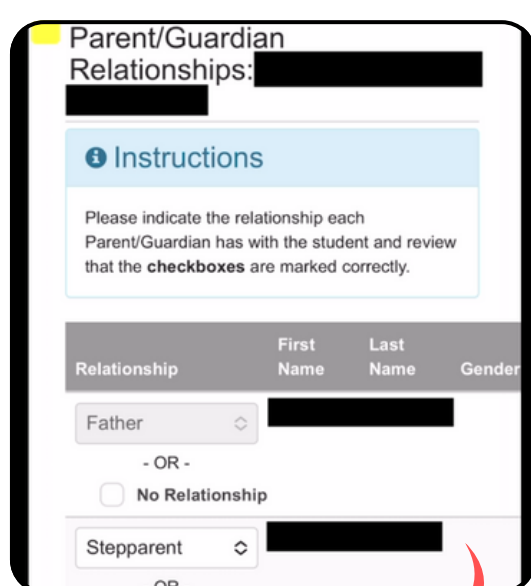 Parent/Guardian
Relationships:
Instructions
Please indicate the relationship each
Parent/Guardian has with the student and review
that the checkboxes are marked correctly.
Relationship First Name Last Name Gender
Father
- OR -
No Relationship
Stepparent
OR